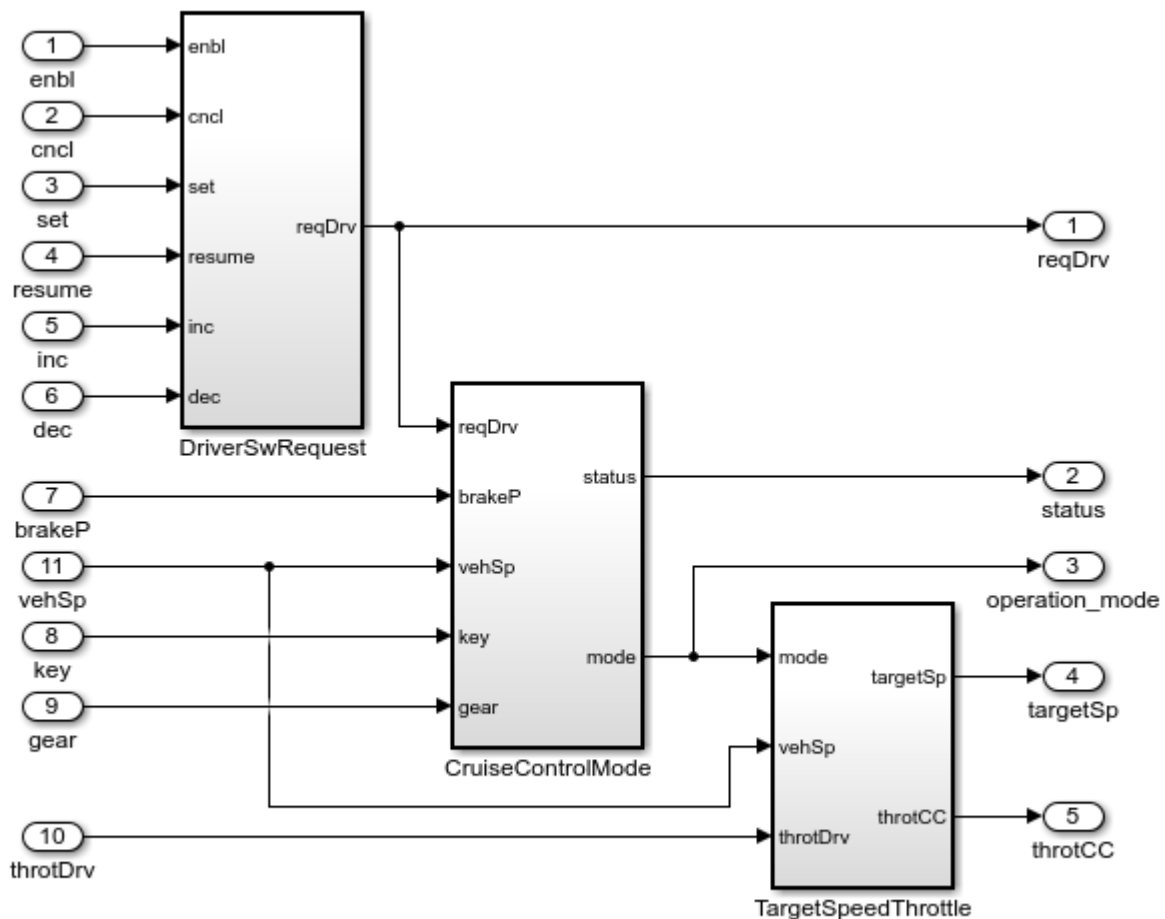 1
enbl
2
cncl
3
set
4
resume
5
inc
6
dec
enbl
cncl
set
resume
inc
dec
reqDrv
DriverSwRequest
1
reqDrv
7
brakeP
11
vehSp
8
key
9
gear
reqDrv
brakeP
vehSp
key
gear
status
mode
CruiseControlMode
2
status
3
operation_mode
10
throtDrv
mode
vehSp
throtDrv
targetSp
throtCC
TargetSpeedThrottle
4
targetSp
5
throtCC